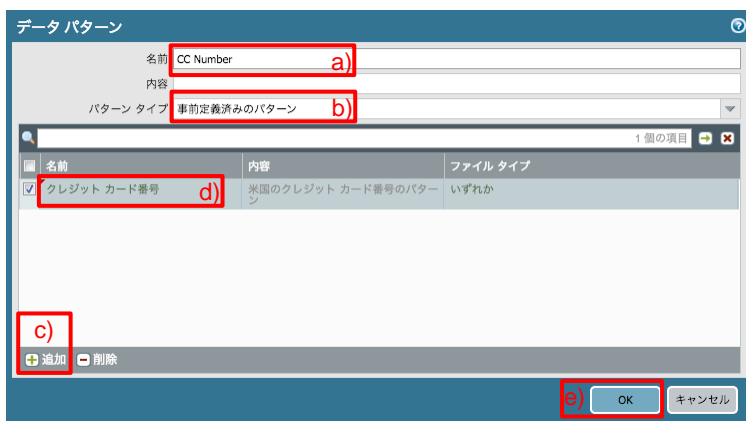 データ パターン
名前 CC Number a)
内容
パターン タイプ 事前定義済みのパターン b)
1 個の項目
名前 内容 ファイル タイプ
クレジット カード番号 d) 米国のクレジット カード番号のパターン いずれか
c)
追加 削除
e) OK キャンセル